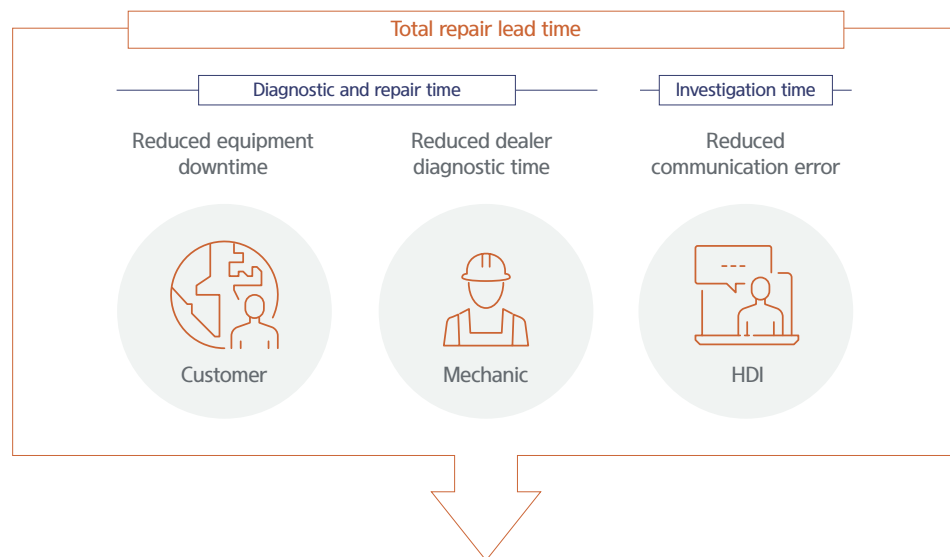 Total repair lead time
Diagnostic and repair time
Investigation time
Reduced equipment
downtime
Reduced dealer
diagnostic time
Reduced
communication error
Customer
Mechanic
HDI